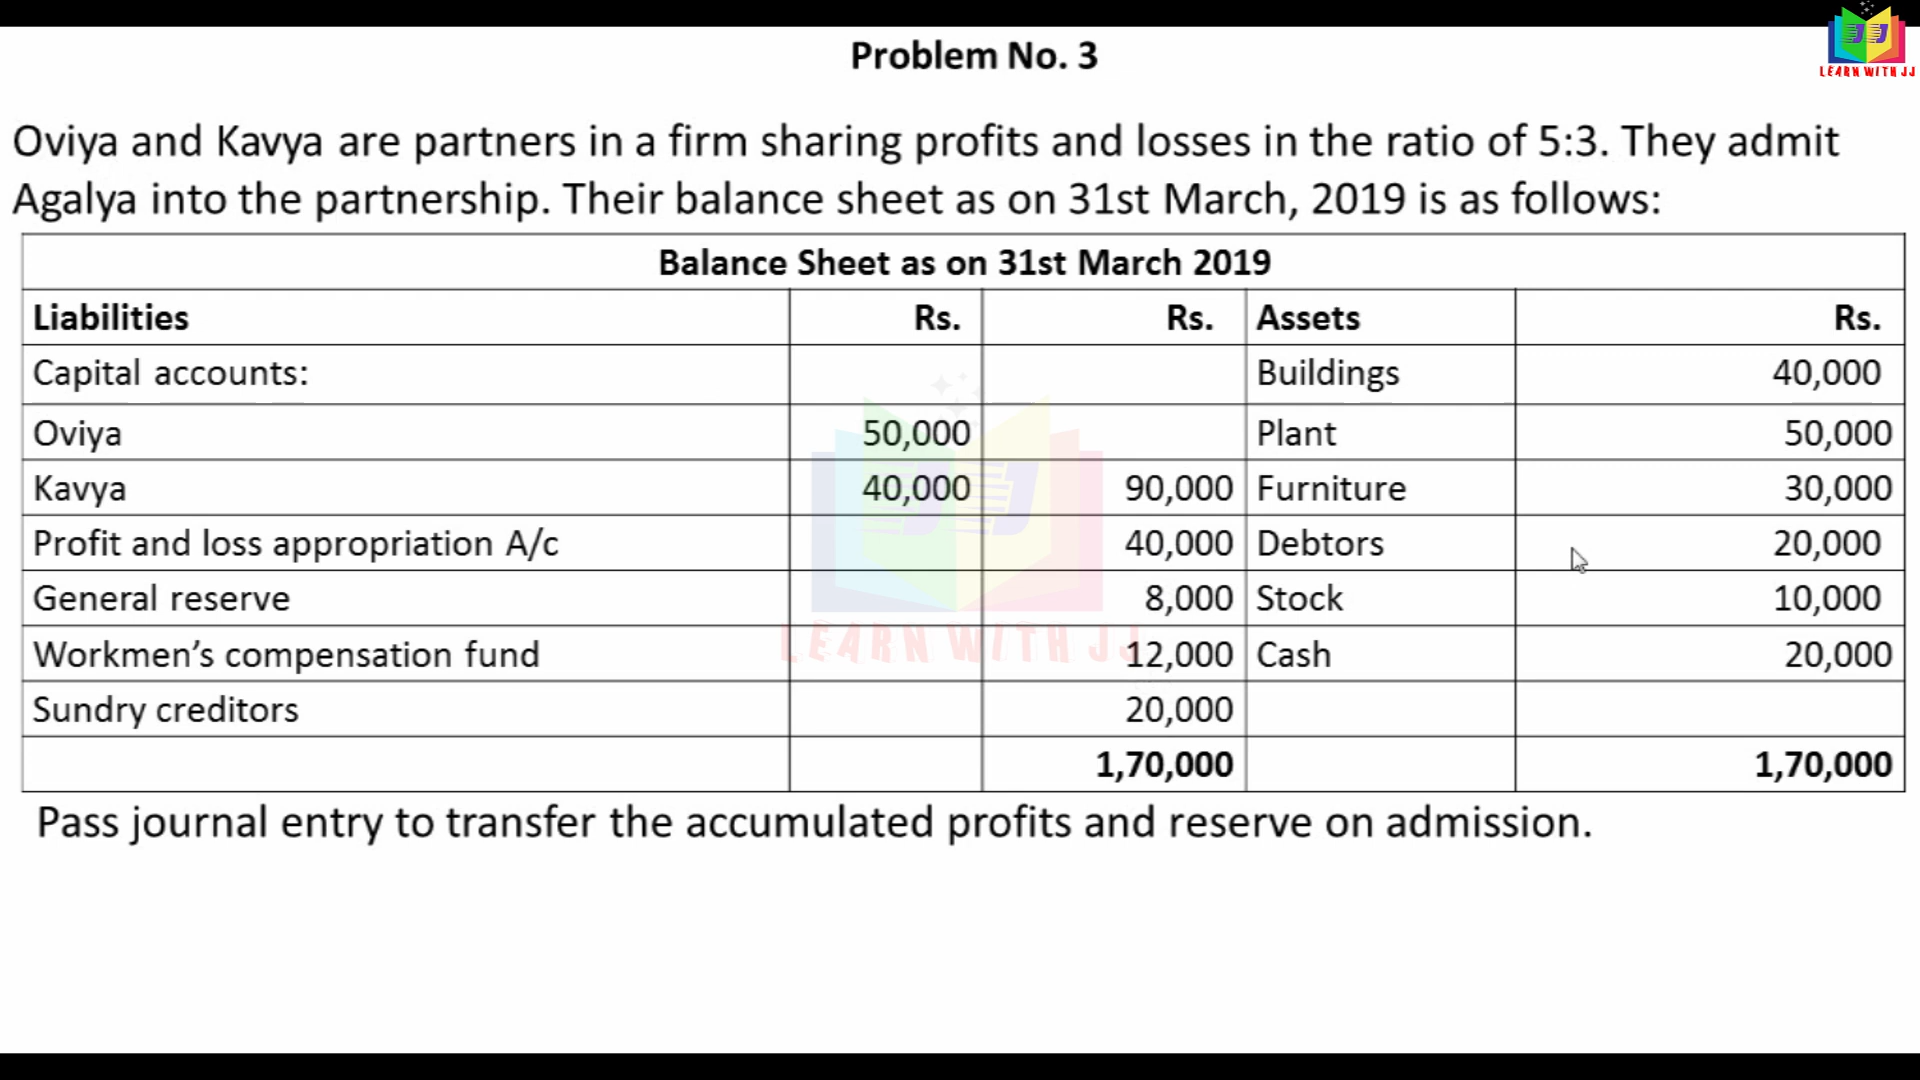 LEARN WITH JJ
Problem No. 3
Oviya and Kavya are partners in a firm sharing profits and losses in the ratio of 5:3. They admit
Agalya into the partnership. Their balance sheet as on 31st March, 2019 is as follows:
Balance Sheet as on 31st March 2019
Liabilities Rs. Rs. Assets Rs.
Capital accounts: Buildings 40,000
Oviya 50,000 Plant 50,000
Kavya 40,000 90,000 Furniture 30,000
Profit and loss appropriation A/c 40,000 Debtors 20,000
General reserve 8,000 Stock 10,000
Workmen’s compensation fund 12,000 Cash 20,000
Sundry creditors 20,000
1,70,000 1,70,000
LEARN WITH JJ
Pass journal entry to transfer the accumulated profits and reserve on admission.